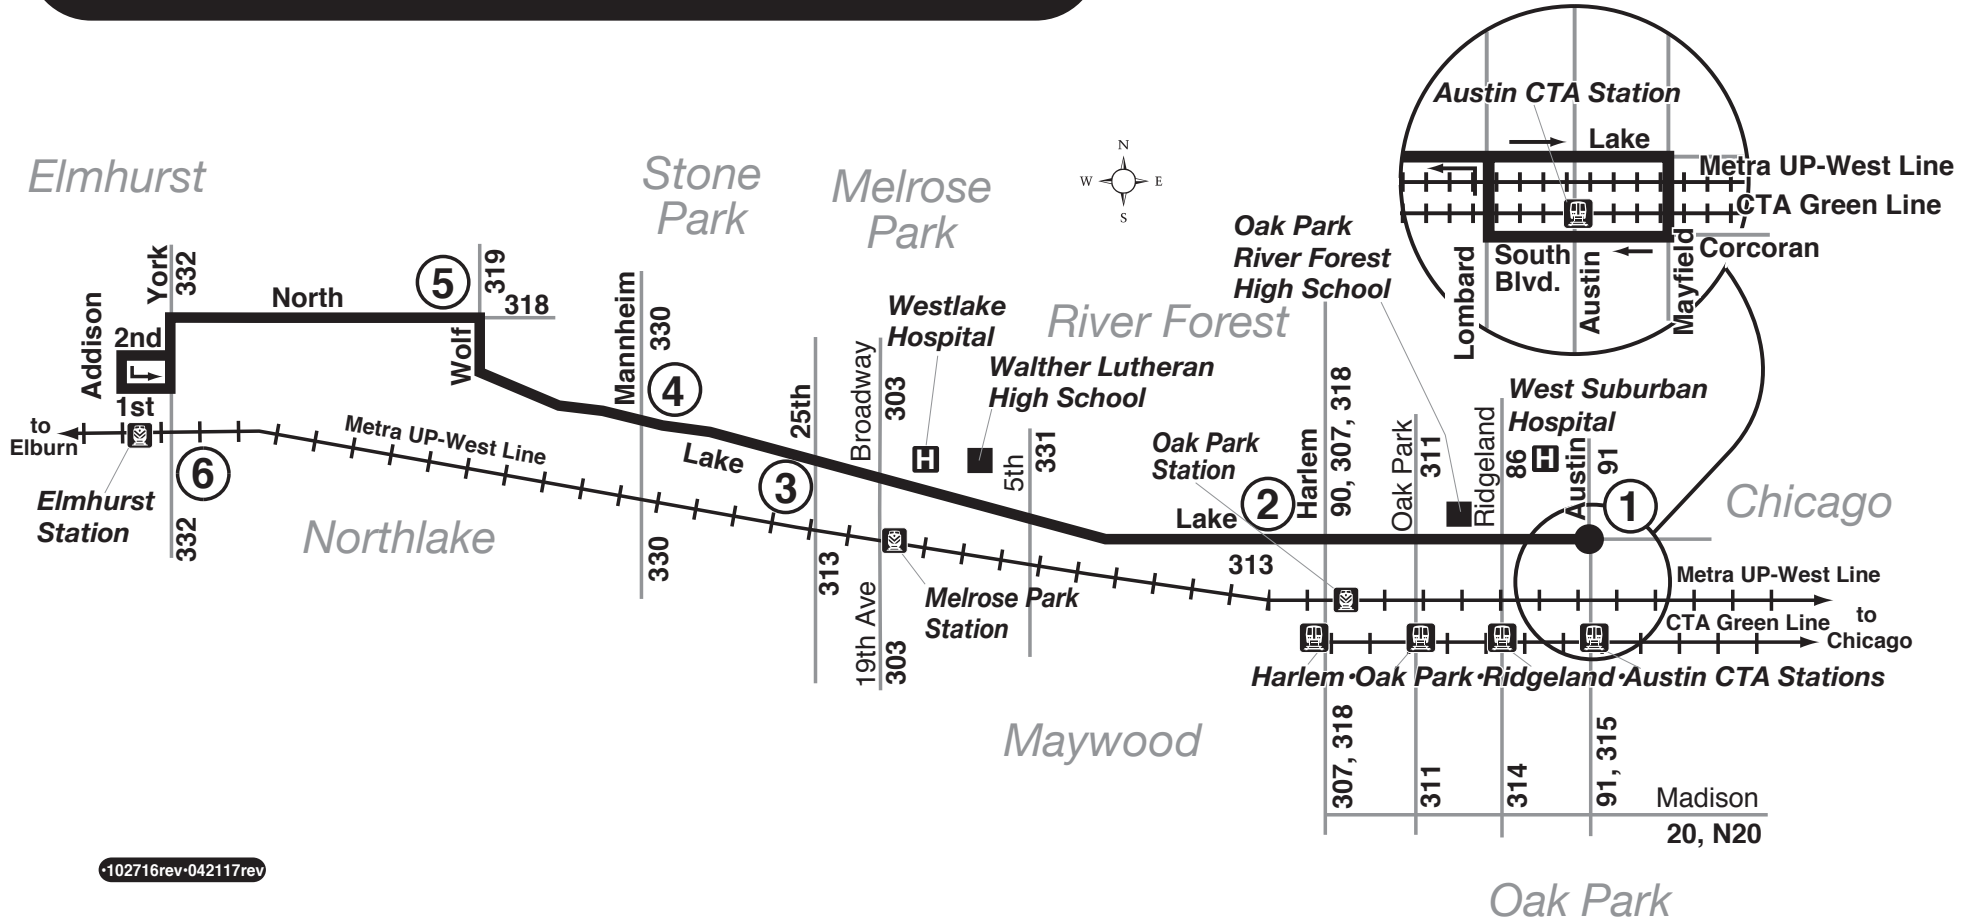 Austin CTA Station
Lake
Metra UP-West Line
CTA Green Line
Corcoran
South
Blvd.
Lombard
Austin
Mayfield
N
W
E
S
Elmhurst
Stone
Park
Melrose
Park
River Forest
Oak Park
River Forest
High School
Addison
York
332
2nd
1st
North
5
319
318
Wolf
Mannheim
330
4
25th
Broadway
303
Westlake
Hospital
Walther Lutheran
High School
5th
331
Oak Park
Station
Harlem
90, 307, 318
Oak Park
311
Ridgeland
86
West Suburban
Hospital
H
H
Austin
91
1
Chicago
to
Elburn
Metra UP-West Line
6
Elmhurst
Station
332
Northlake
Lake
3
Lake
2
313
330
313
19th Ave
303
Melrose Park
Station
Metra UP-West Line
CTA Green Line
to
Chicago
Harlem•Oak Park•Ridgeland•Austin CTA Stations
Maywood
307, 318
311
314
91, 315
Madison
20, N20
•102716rev•042117rev
Oak Park